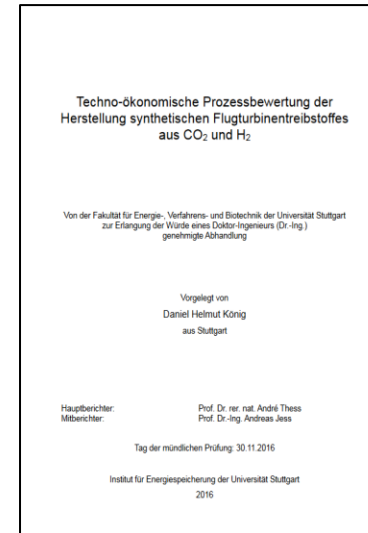 Techno-ökonomische Prozessbewertung der
Herstellung synthetischen Flugturbinentreibstoffes
aus CO₂ und H₂
Von der Fakultät für Energie-, Verfahrens- und Biotechnik der Universität Stuttgart
zur Erlangung der Würde eines Doktor-Ingenieurs (Dr.-Ing.)
genehmigte Abhandlung
Vorgelegt von
Daniel Helmut König
aus Stuttgart
Hauptberichter: Prof. Dr. rer. nat. André Thess
Mitberichter: Prof. Dr.-Ing. Andreas Jess
Tag der mündlichen Prüfung: 30.11.2016
Institut für Energiespeicherung der Universität Stuttgart
2016